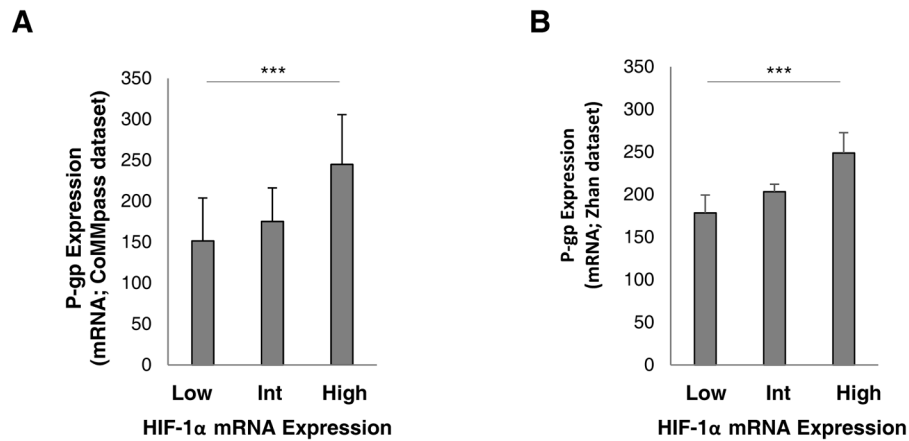 A
P-gp Expression
(mRNA; CoMMpass dataset)
350
300
250
200
150
100
50
0
***
Low Int High
HIF-1α mRNA Expression
B
P-gp Expression
(mRNA; Zhan dataset)
350
300
250
200
150
100
50
0
***
Low Int High
HIF-1α mRNA Expression